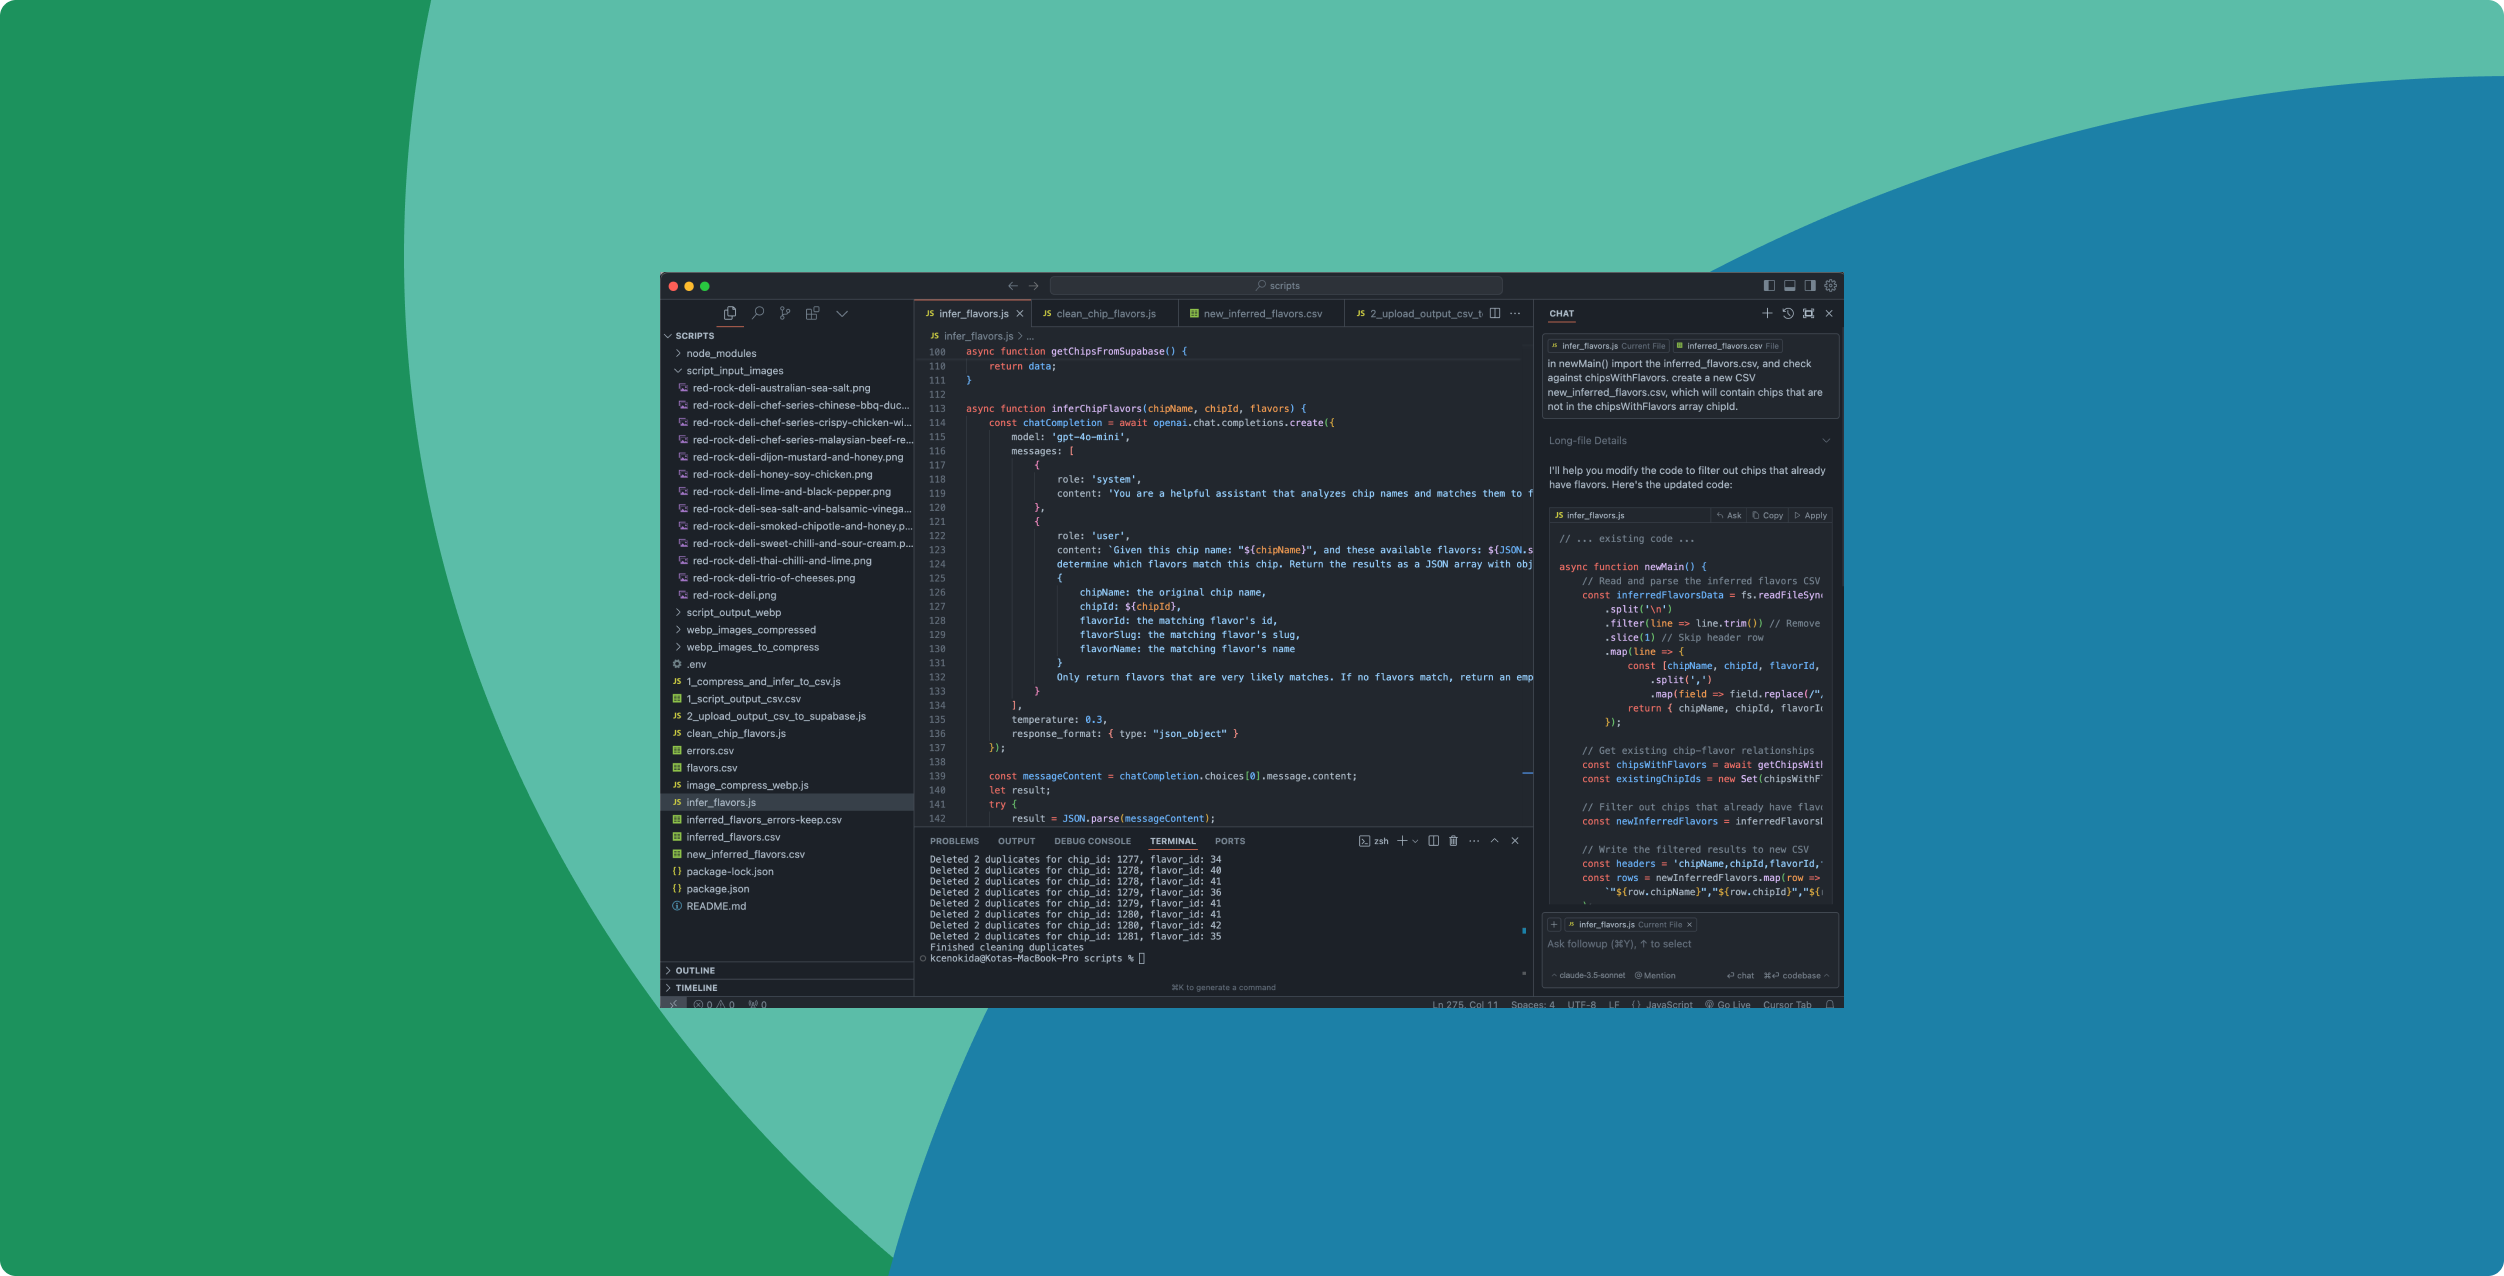 scripts
SCRIPTS
node_modules
script_input_images
red-rock-deli-australian-sea-salt.png
red-rock-deli-chef-series-chinese-bbq-duc...
red-rock-deli-chef-series-crispy-chicken-wi...
red-rock-deli-chef-series-malaysian-beef-re...
red-rock-deli-dijon-mustard-and-honey.png
red-rock-deli-honey-soy-chicken.png
red-rock-deli-lime-and-black-pepper.png
red-rock-deli-sea-salt-and-balsamic-vinega...
red-rock-deli-smoked-chipotle-and-honey.p...
red-rock-deli-sweet-chilli-and-sour-cream.p...
red-rock-deli-thai-chilli-and-lime.png
red-rock-deli-trio-of-cheeses.png
red-rock-deli.png
script_output_webp
webp_images_compressed
webp_images_to_compress
.env
JS 1_compress_and_infer_to_csv.js
1_script_output_csv.csv
JS 2_upload_output_csv_to_supabase.js
JS clean_chip_flavors.js
errors.csv
flavors.csv
JS image_compress_webp.js
JS infer_flavors.js
inferred_flavors_errors-keep.csv
inferred_flavors.csv
new_inferred_flavors.csv
{} package-lock.json
{} package.json
README.md
OUTLINE
TIMELINE
JS infer_flavors.js
JS clean_chip_flavors.js
new_inferred_flavors.csv
JS 2_upload_output_csv_t
JS infer_flavors.js > ...
100 async function getChipsFromSupabase() {
110 return data;
111 }
112
113 async function inferChipFlavors(chipName, chipId, flavors) {
114 const chatCompletion = await openai.chat.completions.create({
115 model: 'gpt-4o-mini',
116 messages: [
117 {
118 role: 'system',
119 content: 'You are a helpful assistant that analyzes chip names and matches them to f
120 },
121 {
122 role: 'user',
123 content: `Given this chip name: "${chipName}", and these available flavors: ${JSON.s
124 determine which flavors match this chip. Return the results as a JSON array with obj
125 {
126 chipName: the original chip name,
127 chipId: ${chipId},
128 flavorId: the matching flavor's id,
129 flavorSlug: the matching flavor's slug,
130 flavorName: the matching flavor's name
131 }
132 Only return flavors that are very likely matches. If no flavors match, return an emp
133 }
134 ],
135 temperature: 0.3,
136 response_format: { type: "json_object" }
137 });
138
139 const messageContent = chatCompletion.choices[0].message.content;
140 let result;
141 try {
142 result = JSON.parse(messageContent);
PROBLEMS OUTPUT DEBUG CONSOLE TERMINAL PORTS
zsh
Deleted 2 duplicates for chip_id: 1277, flavor_id: 34
Deleted 2 duplicates for chip_id: 1278, flavor_id: 40
Deleted 2 duplicates for chip_id: 1278, flavor_id: 41
Deleted 2 duplicates for chip_id: 1279, flavor_id: 36
Deleted 2 duplicates for chip_id: 1279, flavor_id: 41
Deleted 2 duplicates for chip_id: 1280, flavor_id: 41
Deleted 2 duplicates for chip_id: 1280, flavor_id: 42
Deleted 2 duplicates for chip_id: 1281, flavor_id: 35
Finished cleaning duplicates
kcenokida@Kotas-MacBook-Pro scripts %
⌘K to generate a command
CHAT
JS infer_flavors.js Current File inferred_flavors.csv File
in newMain() import the inferred_flavors.csv, and check
against chipsWithFlavors. create a new CSV
new_inferred_flavors.csv, which will contain chips that are
not in the chipsWithFlavors array chipId.
Long-file Details
I'll help you modify the code to filter out chips that already
have flavors. Here's the updated code:
JS infer_flavors.js Ask Copy Apply
// ... existing code ...
async function newMain() {
// Read and parse the inferred flavors CSV
const inferredFlavorsData = fs.readFileSyn
.split('\n')
.filter(line => line.trim()) // Remove
.slice(1) // Skip header row
.map(line => {
const [chipName, chipId, flavorId,
.split(',')
.map(field => field.replace(/"
return { chipName, chipId, flavorI
});
// Get existing chip-flavor relationships
const chipsWithFlavors = await getChipsWit
const existingChipIds = new Set(chipsWithF
// Filter out chips that already have flav
const newInferredFlavors = inferredFlavors
// Write the filtered results to new CSV
const headers = 'chipName,chipId,flavorId,
const rows = newInferredFlavors.map(row =>
`"${row.chipName}","${row.chipId}","${
JS infer_flavors.js Current File
Ask followup (⌘Y), ↑ to select
claude-3.5-sonnet @ Mention chat codebase
0 0 0
Ln 275, Col 11 Spaces: 4 UTF-8 LF {} JavaScript Go Live Cursor Tab